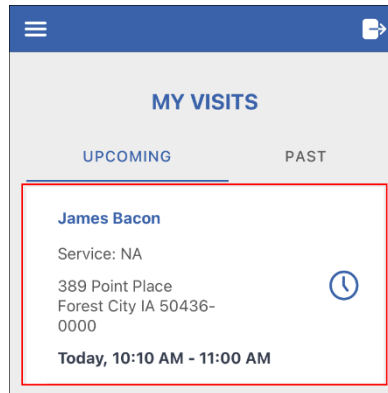 MY VISITS
UPCOMING PAST
James Bacon
Service: NA
389 Point Place
Forest City IA 50436-
0000
Today, 10:10 AM - 11:00 AM